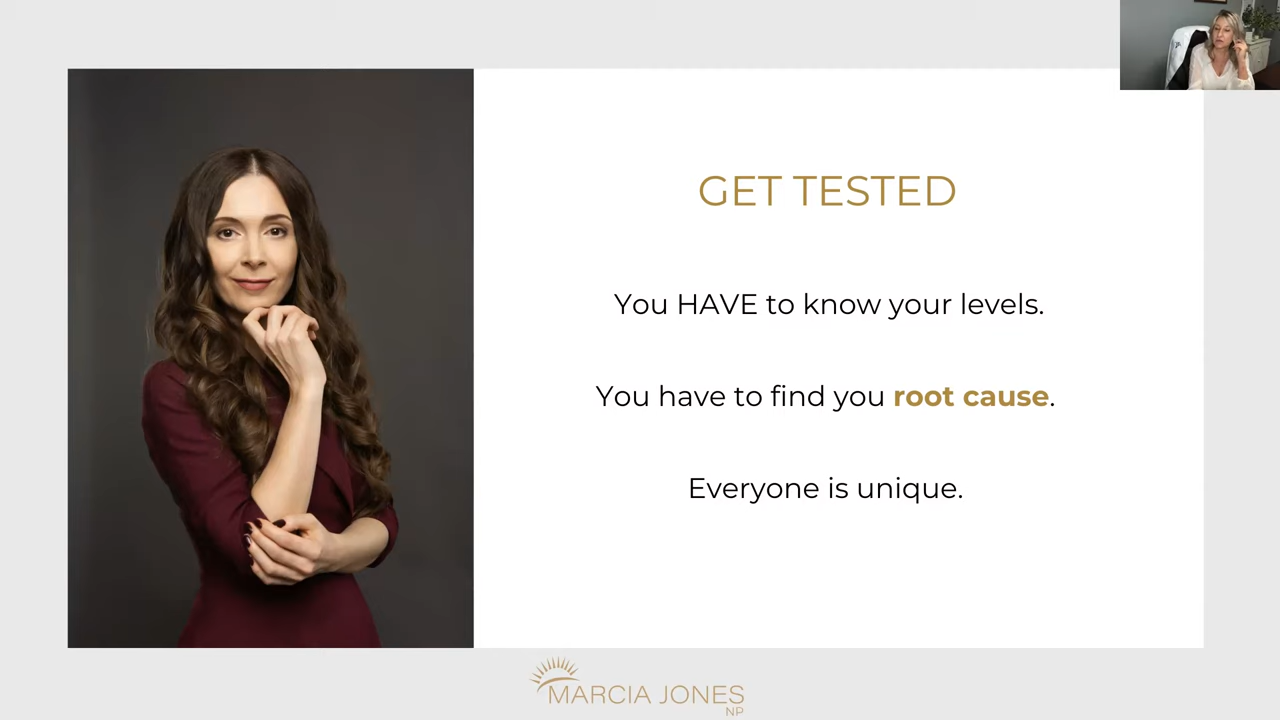 GET TESTED
You HAVE to know your levels.
You have to find you root cause.
Everyone is unique.
MARCIA JONES
NP